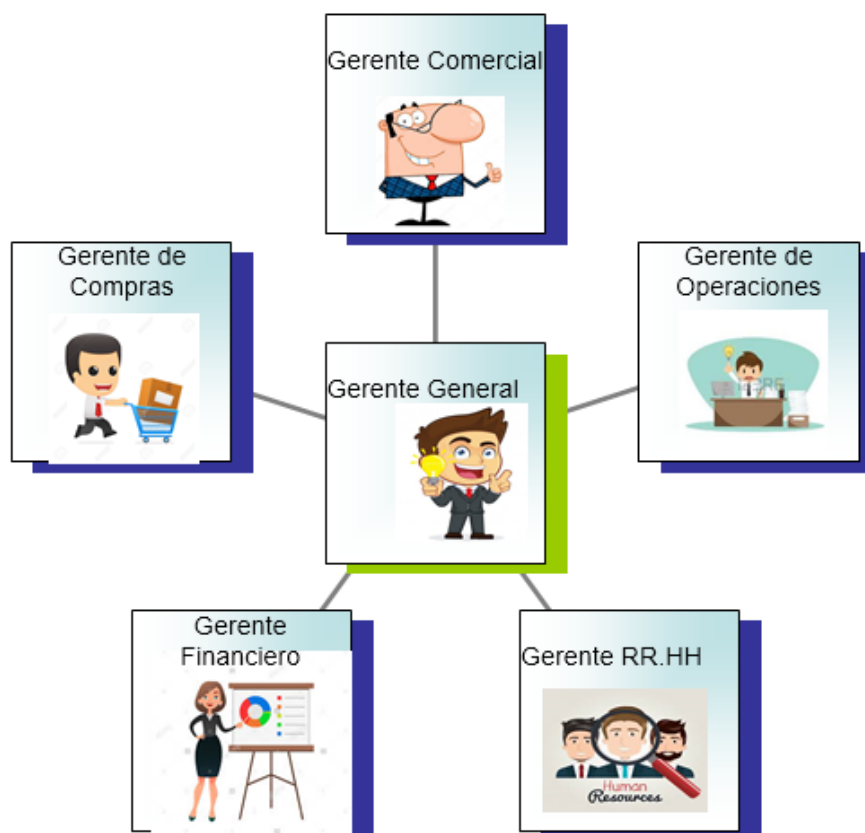 Gerente Comercial
Gerente de
Compras
Gerente de
Operaciones
Gerente General
Gerente
Financiero
Gerente RR.HH
Human
Resources